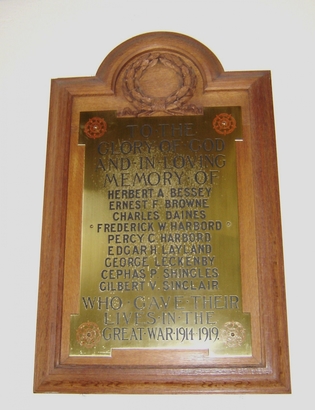 TO THE
GLORY OF GOD
AND·IN·LOVING
MEMORY OF
HERBERT A BESSEY
ERNEST F BROWNE
CHARLES DAINES
FREDERICK W HARBORD
PERCY C HARBORD
EDGAR H LAYLAND
GEORGE LECKENBY
CEPHAS P SHINGLES
GILBERT V SINCLAIR
WHO·GAVE·THEIR
LIVES·IN·THE
GREAT·WAR·1914·1919.